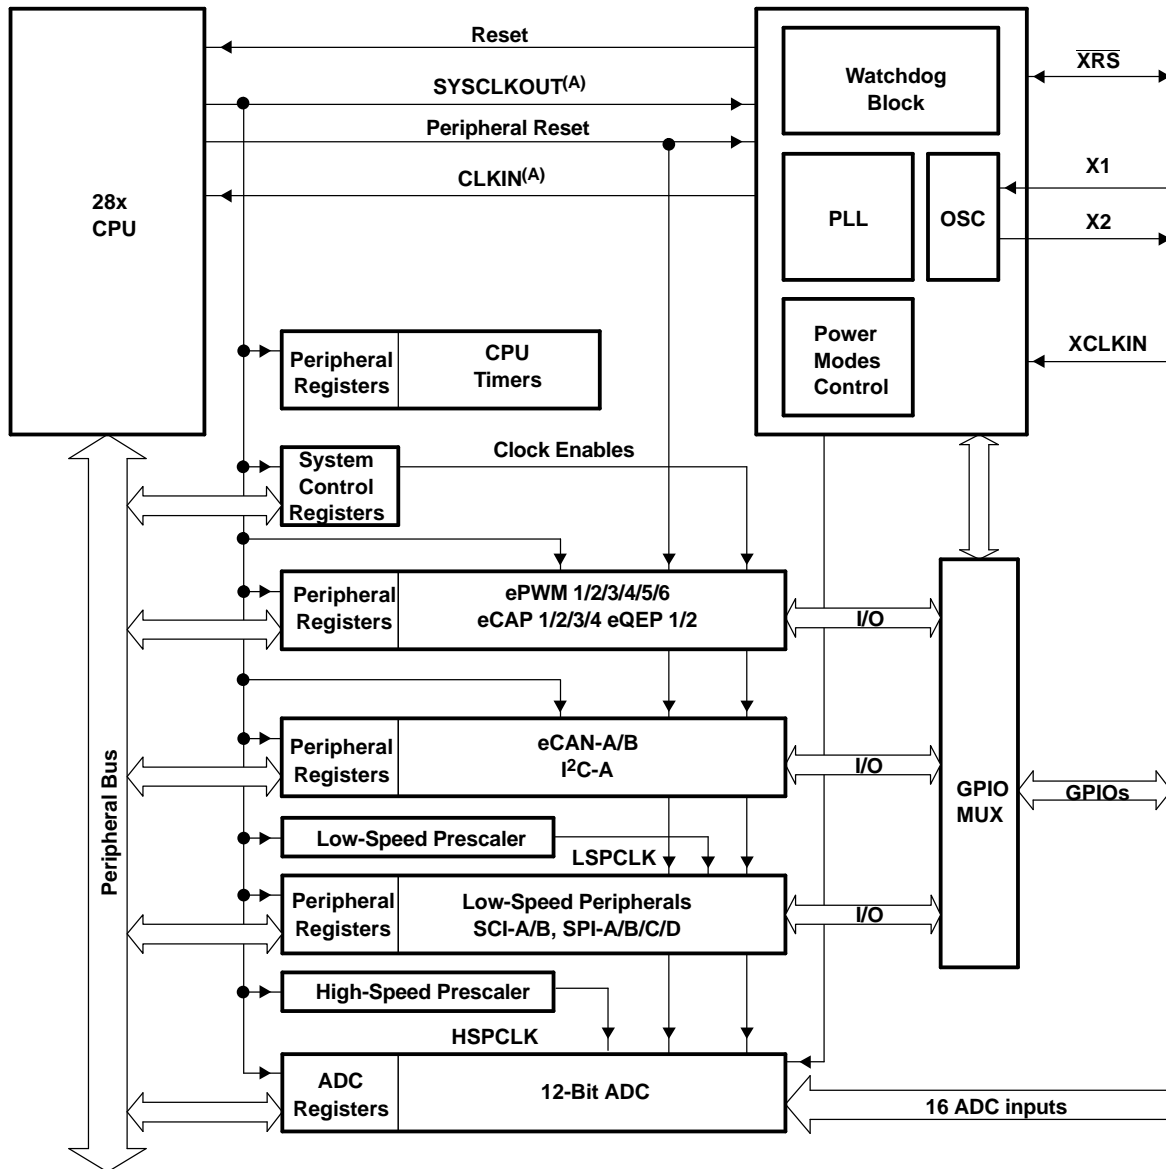 Reset
SYSCLKOUT(A)
Peripheral Reset
CLKIN(A)
28x
CPU
Watchdog
Block
PLL
OSC
Power
Modes
Control
XRS
X1
X2
XCLKIN
Peripheral
Registers
CPU
Timers
System
Control
Registers
Clock Enables
Peripheral
Registers
ePWM 1/2/3/4/5/6
eCAP 1/2/3/4 eQEP 1/2
I/O
Peripheral
Registers
eCAN-A/B
I2C-A
I/O
Peripheral Bus
GPIO
MUX
GPIOs
Low-Speed Prescaler
LSPCLK
Peripheral
Registers
Low-Speed Peripherals
SCI-A/B, SPI-A/B/C/D
I/O
High-Speed Prescaler
HSPCLK
ADC
Registers
12-Bit ADC
16 ADC inputs